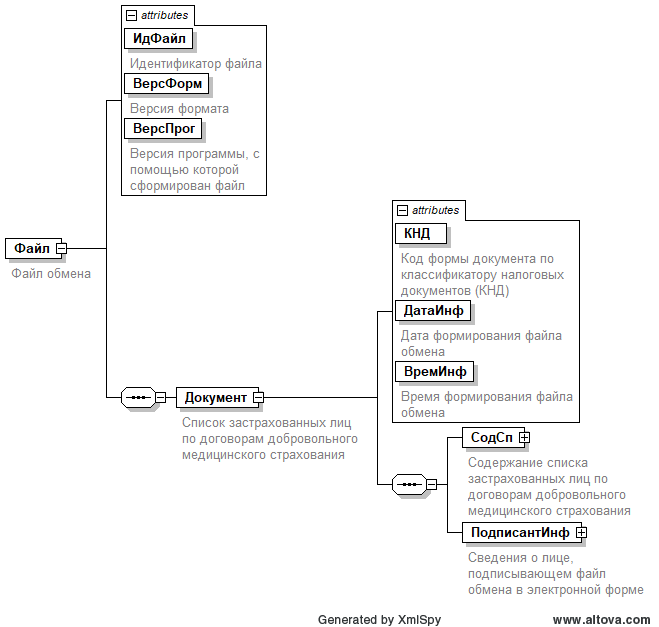 attributes
ИдФайл
Идентификатор файла
ВерсФорм
Версия формата
ВерсПрог
Версия программы, с
помощью которой
сформирован файл
Файл
Файл обмена
Документ
Список застрахованных лиц
по договорам добровольного
медицинского страхования
attributes
КНД
Код формы документа по
классификатору налоговых
документов (КНД)
ДатаИнф
Дата формирования файла
обмена
ВремИнф
Время формирования файла
обмена
СодСп
Содержание списка
застрахованных лиц по
договорам добровольного
медицинского страхования
ПодписантИнф
Сведения о лице,
подписывающем файл
обмена в электронной форме
Generated by XmlSpy
www.altova.com